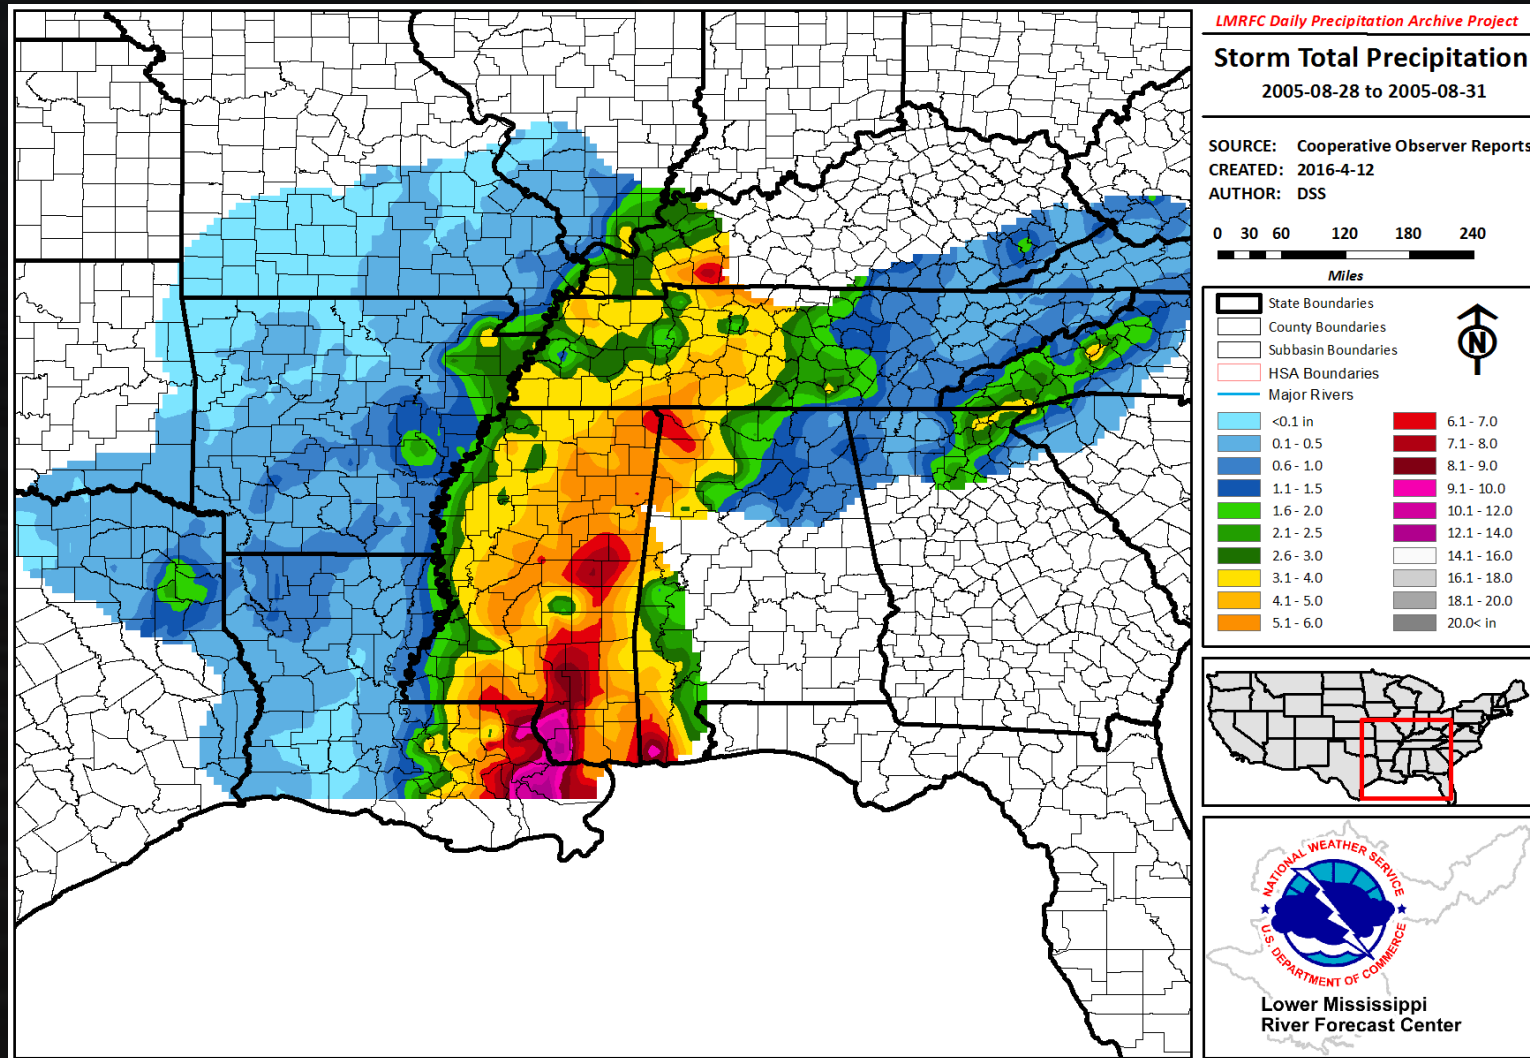 LMRFC Daily Precipitation Archive Project
Storm Total Precipitation
2005-08-28 to 2005-08-31
SOURCE: Cooperative Observer Reports
CREATED: 2016-4-12
AUTHOR: DSS
0 30 60 120 180 240
Miles
State Boundaries
County Boundaries
Subbasin Boundaries
HSA Boundaries
Major Rivers
N
<0.1 in
0.1 - 0.5
0.6 - 1.0
1.1 - 1.5
1.6 - 2.0
2.1 - 2.5
2.6 - 3.0
3.1 - 4.0
4.1 - 5.0
5.1 - 6.0
6.1 - 7.0
7.1 - 8.0
8.1 - 9.0
9.1 - 10.0
10.1 - 12.0
12.1 - 14.0
14.1 - 16.0
16.1 - 18.0
18.1 - 20.0
20.0< in
NATIONAL WEATHER SERVICE
U.S. DEPARTMENT OF COMMERCE
Lower Mississippi
River Forecast Center